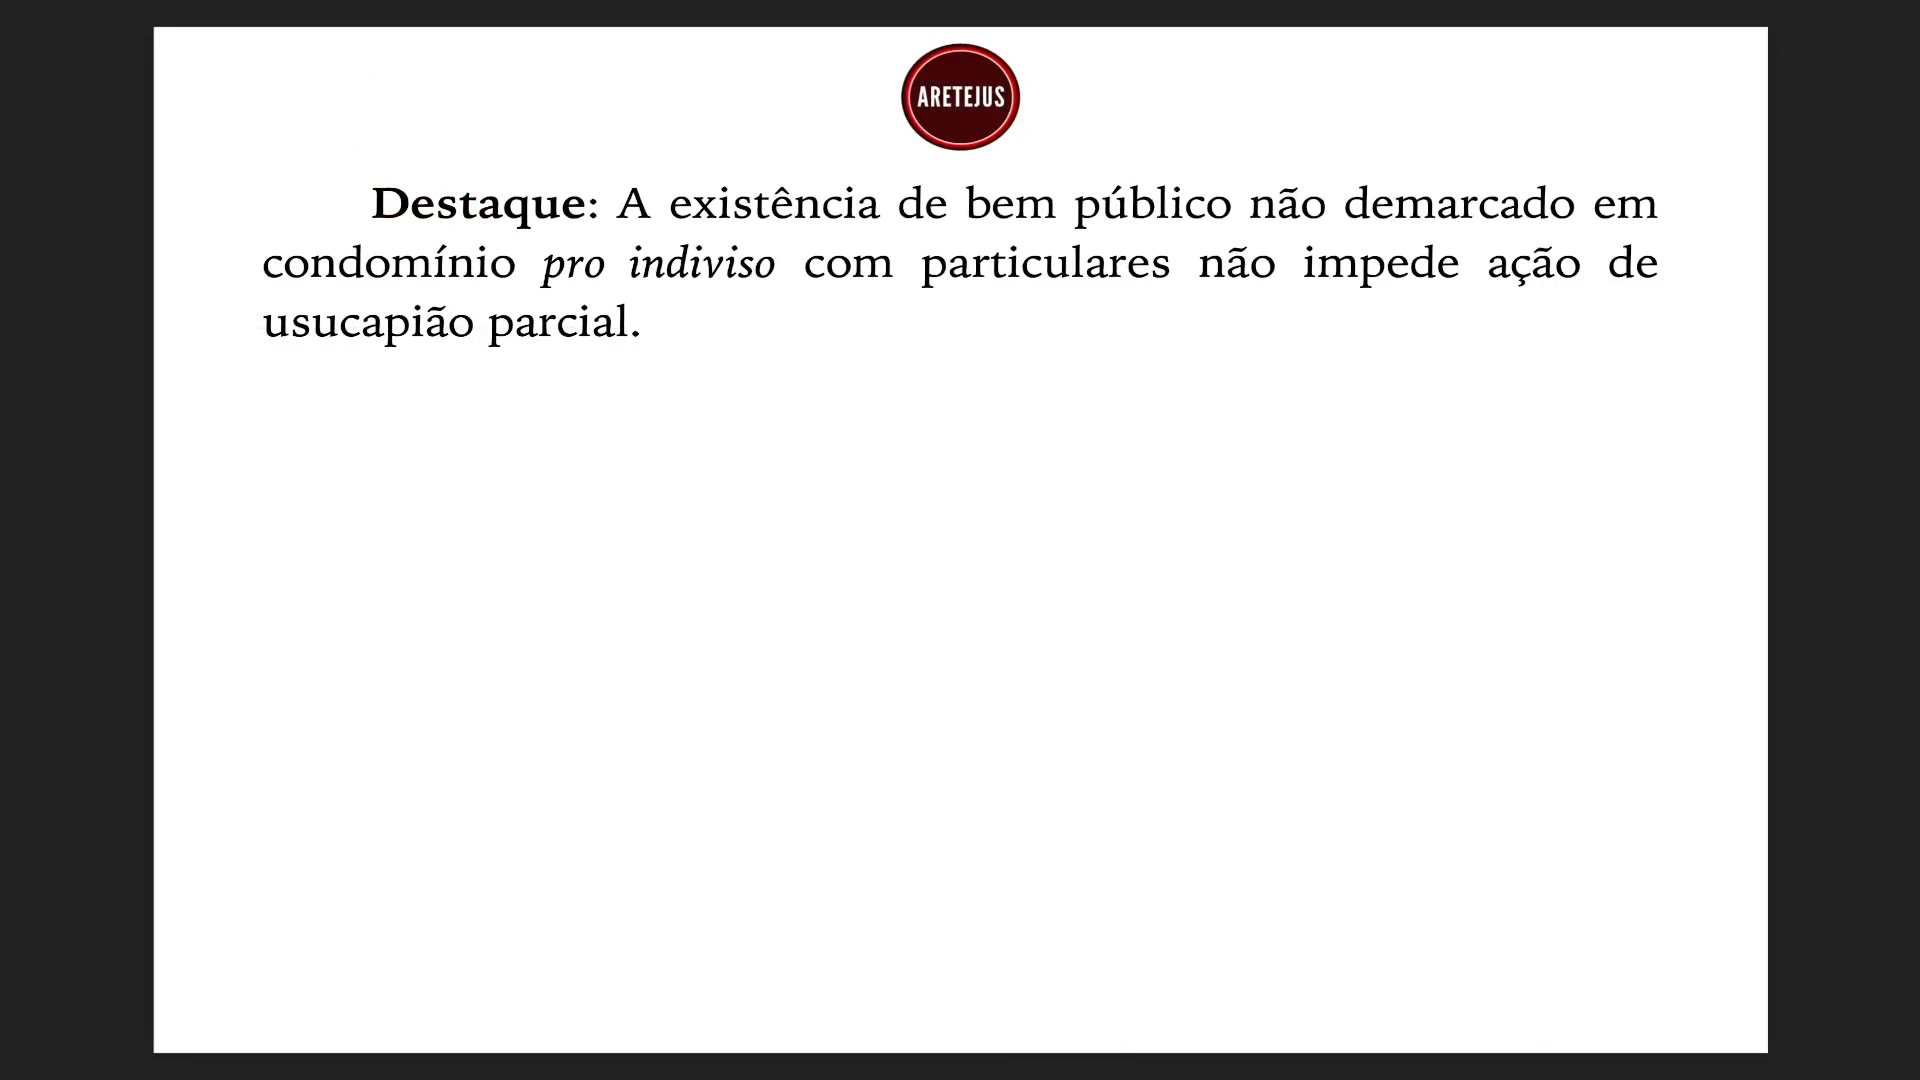 ARETEJUS
Destaque: A existência de bem público não demarcado em
condomínio pro indiviso com particulares não impede ação de
usucapião parcial.